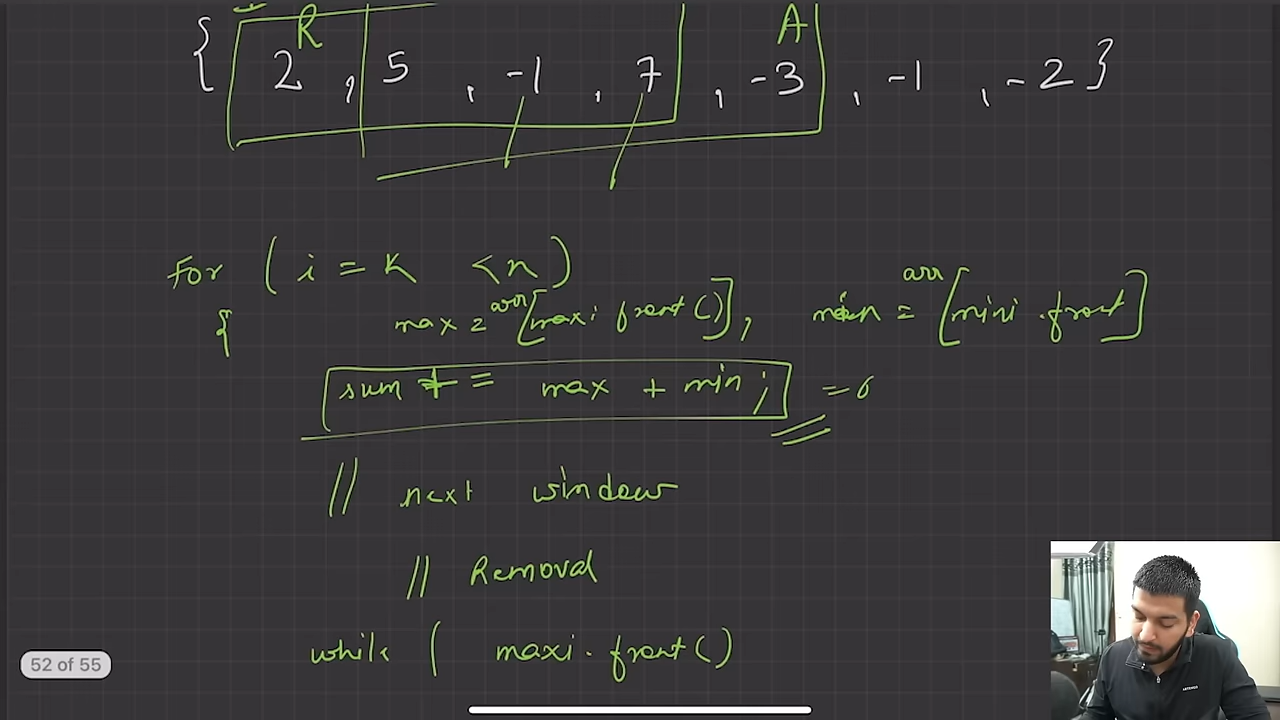 R A
{ 2 , 5 , -1 , 7 , -3 , -1 , -2 }
for ( i = K <n )
{ max = arr[maxi. front ()], min = arr[mini. front]
sum + = max + min ; = 6
// next window
// Removal
while ( maxi. front ()
52 of 55